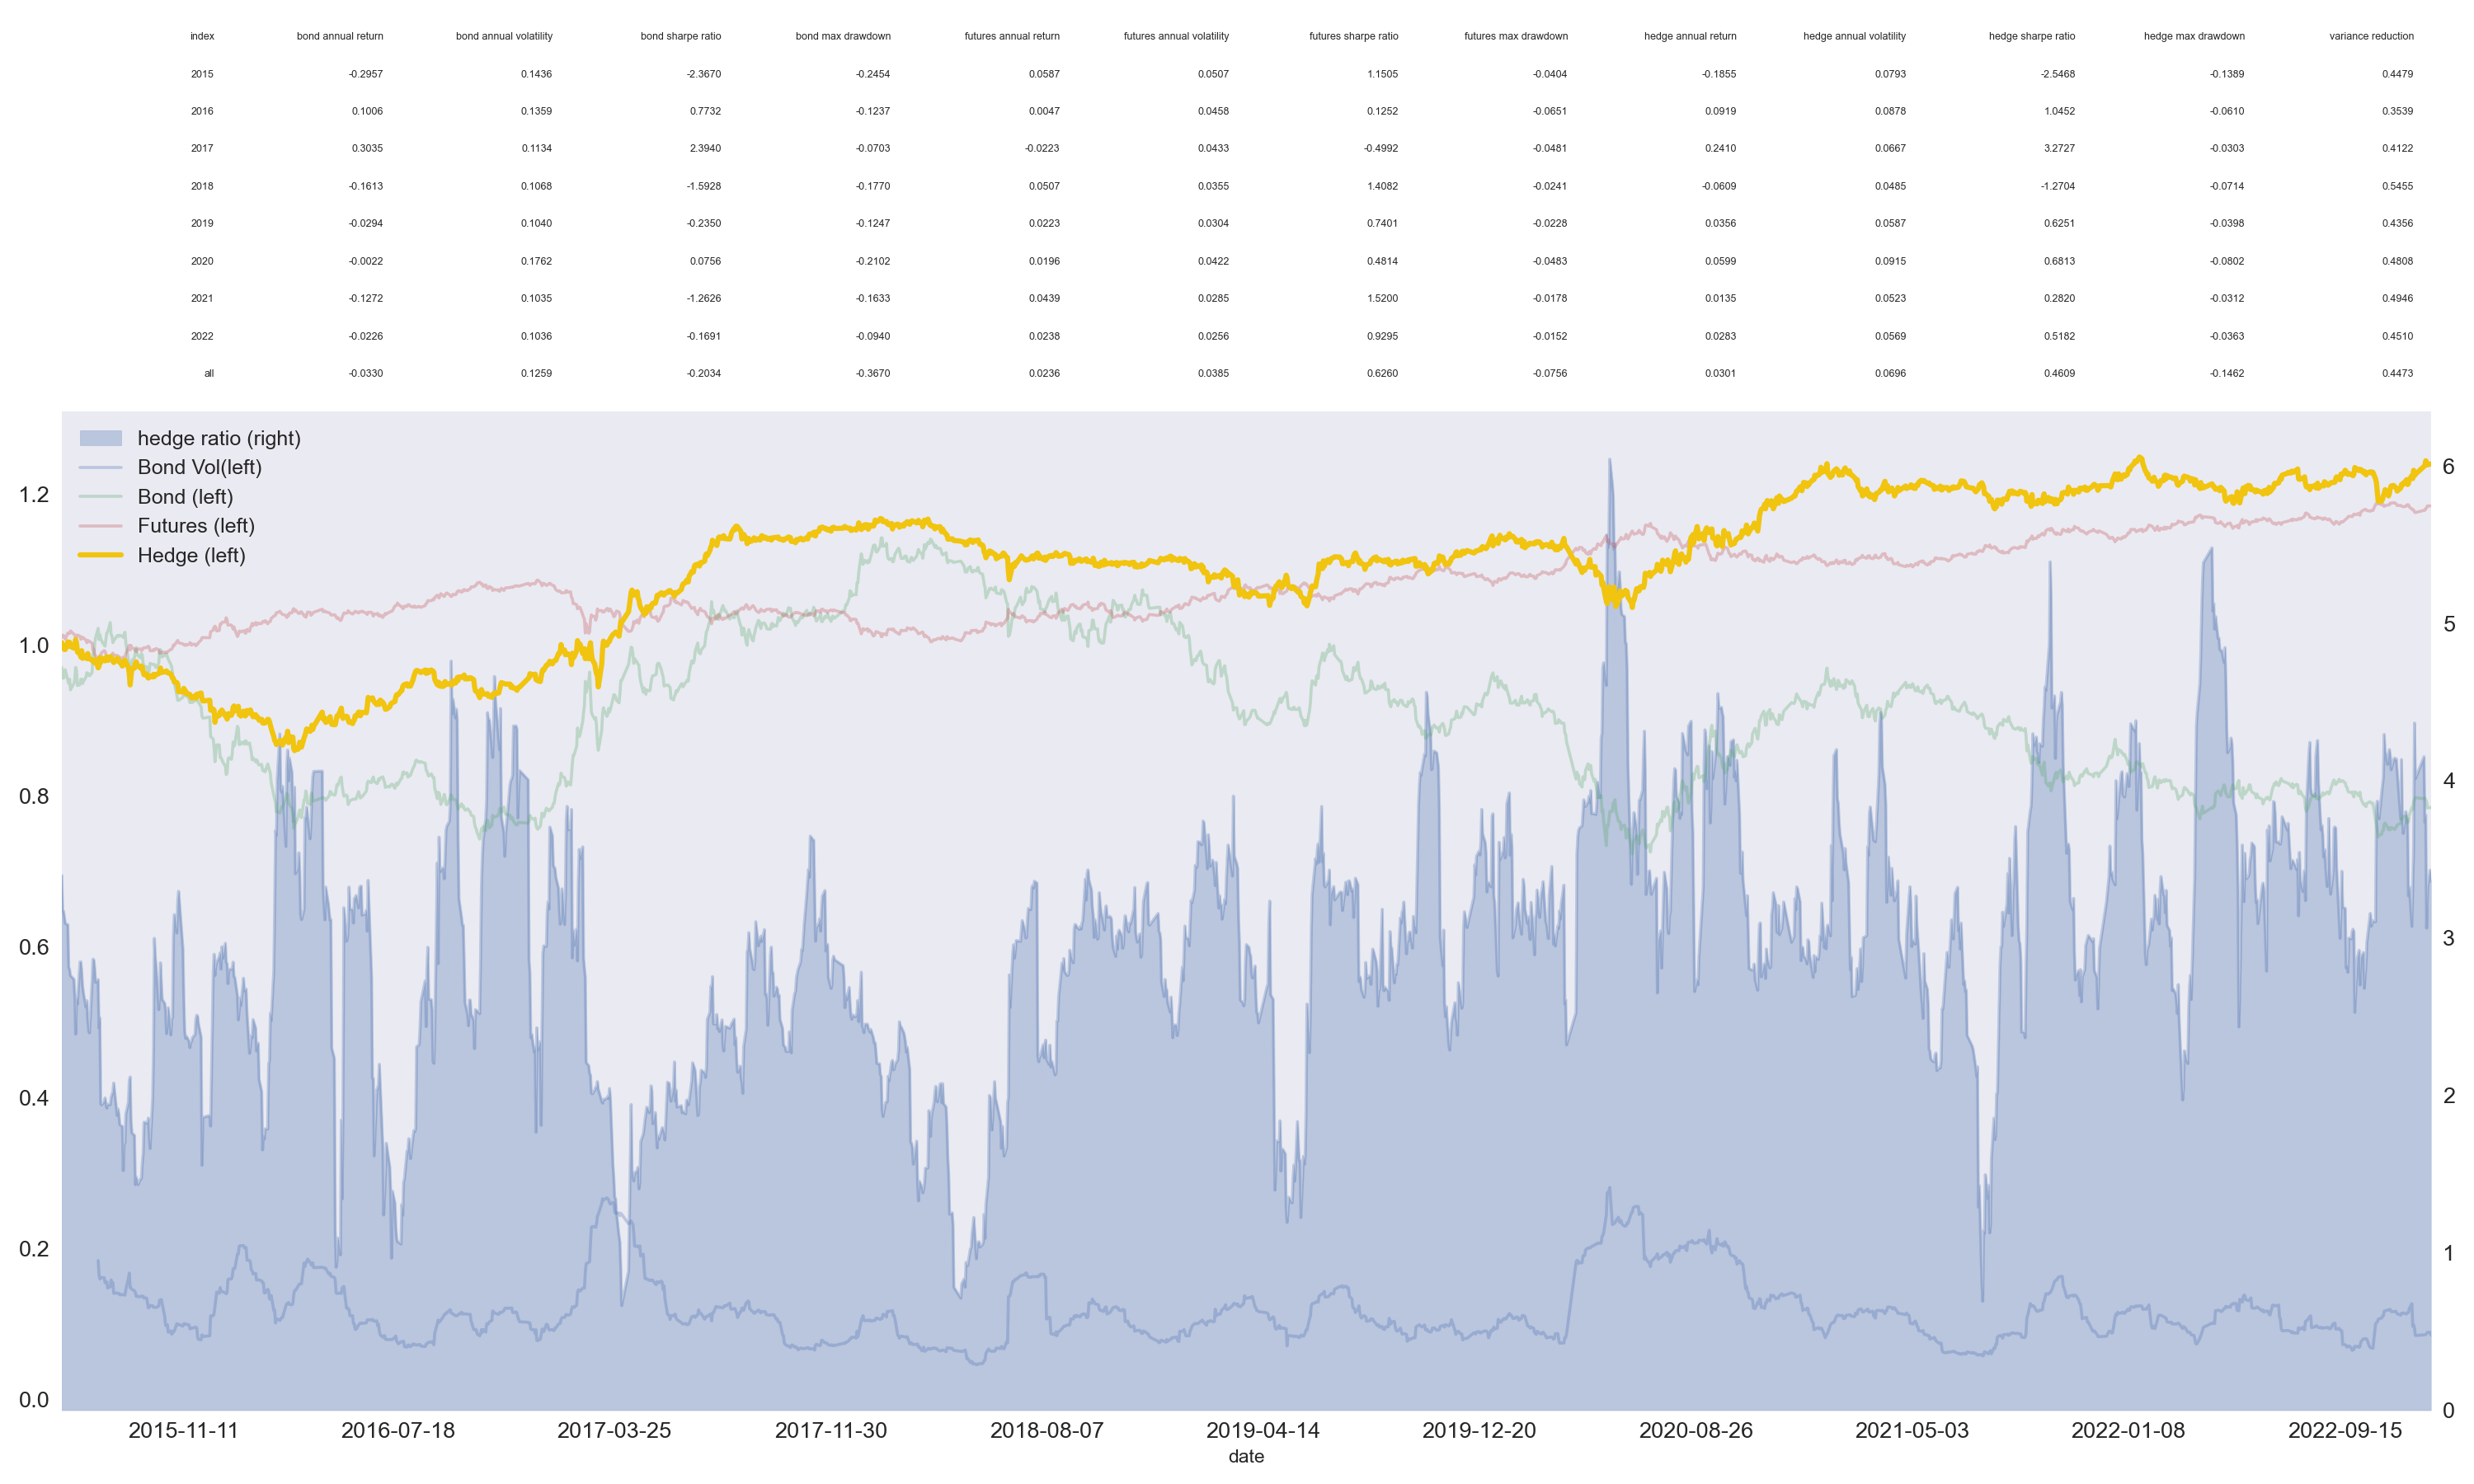 index bond annual return bond annual volatility bond sharpe ratio bond max drawdown futures annual return futures annual volatility futures sharpe ratio futures max drawdown hedge annual return hedge annual volatility hedge sharpe ratio hedge max drawdown variance reduction
2015 -0.2957 0.1436 -2.3670 -0.2454 0.0587 0.0507 1.1505 -0.0404 -0.1855 0.0793 -2.5468 -0.1389 0.4479
2016 0.1006 0.1359 0.7732 -0.1237 0.0047 0.0458 0.1252 -0.0651 0.0919 0.0878 1.0452 -0.0610 0.3539
2017 0.3035 0.1134 2.3940 -0.0703 -0.0223 0.0433 -0.4992 -0.0481 0.2410 0.0667 3.2727 -0.0303 0.4122
2018 -0.1613 0.1068 -1.5928 -0.1770 0.0507 0.0355 1.4082 -0.0241 -0.0609 0.0485 -1.2704 -0.0714 0.5455
2019 -0.0294 0.1040 -0.2350 -0.1247 0.0223 0.0304 0.7401 -0.0228 0.0356 0.0587 0.6251 -0.0398 0.4356
2020 -0.0022 0.1762 0.0756 -0.2102 0.0196 0.0422 0.4814 -0.0483 0.0599 0.0915 0.6813 -0.0802 0.4808
2021 -0.1272 0.1035 -1.2626 -0.1633 0.0439 0.0285 1.5200 -0.0178 0.0135 0.0523 0.2820 -0.0312 0.4946
2022 -0.0226 0.1036 -0.1691 -0.0940 0.0238 0.0256 0.9295 -0.0152 0.0283 0.0569 0.5182 -0.0363 0.4510
all -0.0330 0.1259 -0.2034 -0.3670 0.0236 0.0385 0.6260 -0.0756 0.0301 0.0696 0.4609 -0.1462 0.4473
hedge ratio (right)
Bond Vol(left)
Bond (left)
Futures (left)
Hedge (left)
1.2
1.0
0.8
0.6
0.4
0.2
0.0
6
5
4
3
2
1
0
2015-11-11 2016-07-18 2017-03-25 2017-11-30 2018-08-07 2019-04-14 2019-12-20 2020-08-26 2021-05-03 2022-01-08 2022-09-15
date